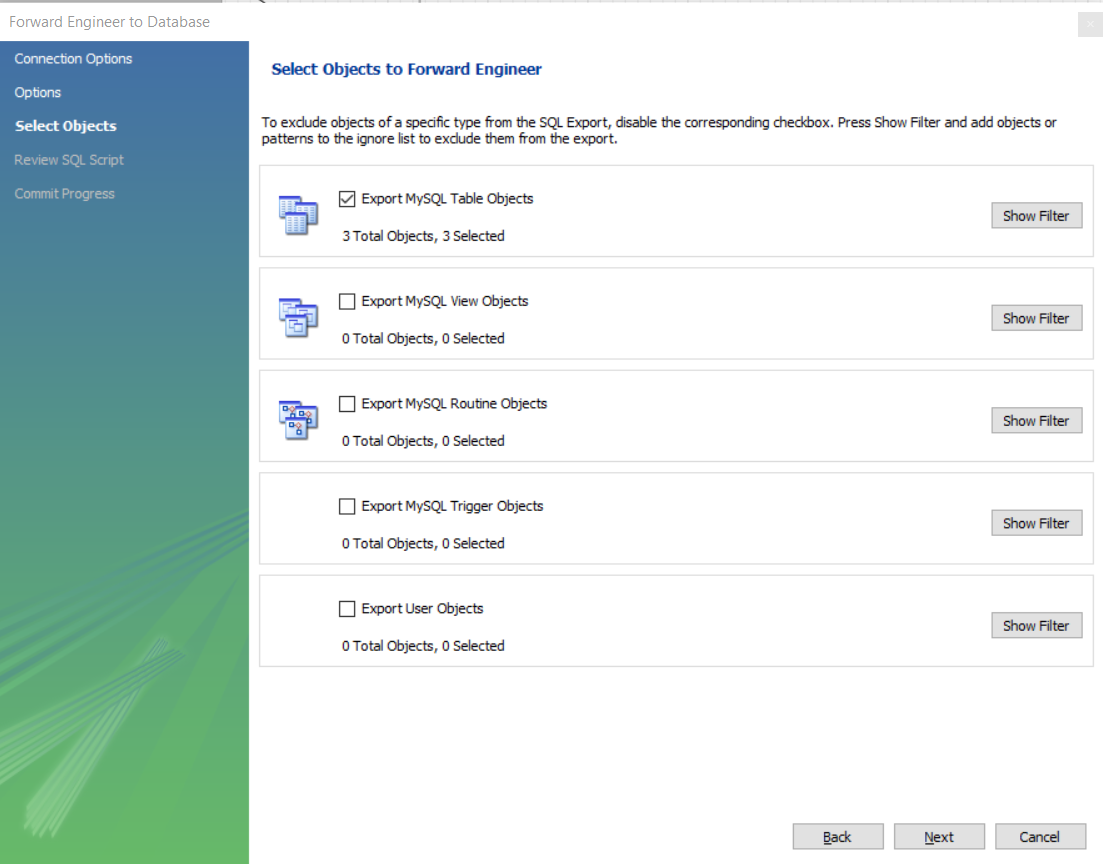 Forward Engineer to Database
Connection Options
Options
Select Objects
Review SQL Script
Commit Progress
Select Objects to Forward Engineer
To exclude objects of a specific type from the SQL Export, disable the corresponding checkbox. Press Show Filter and add objects or
patterns to the ignore list to exclude them from the export.
Export MySQL Table Objects
3 Total Objects, 3 Selected
Show Filter
Export MySQL View Objects
0 Total Objects, 0 Selected
Show Filter
Export MySQL Routine Objects
0 Total Objects, 0 Selected
Show Filter
Export MySQL Trigger Objects
0 Total Objects, 0 Selected
Show Filter
Export User Objects
0 Total Objects, 0 Selected
Show Filter
Back Next Cancel